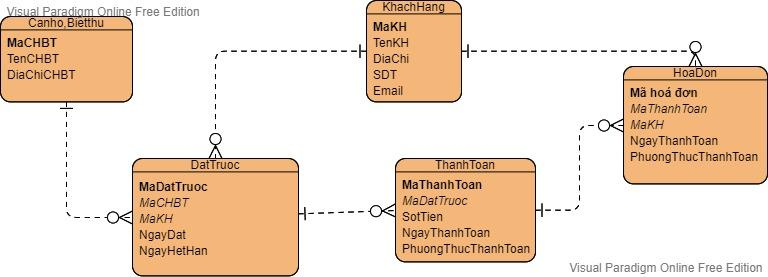 Visual Paradigm Online Free Edition
Canho,Bietthu
MaCHBT
TenCHBT
DiaChiCHBT
KhachHang
MaKH
TenKH
DiaChi
SDT
Email
HoaDon
Mã hoá đơn
MaThanhToan
MaKH
NgayThanhToan
PhuongThucThanhToan
DatTruoc
MaDatTruoc
MaCHBT
MaKH
NgayDat
NgayHetHan
ThanhToan
MaThanhToan
MaDatTruoc
SotTien
NgayThanhToan
PhuongThucThanhToan
Visual Paradigm Online Free Edition